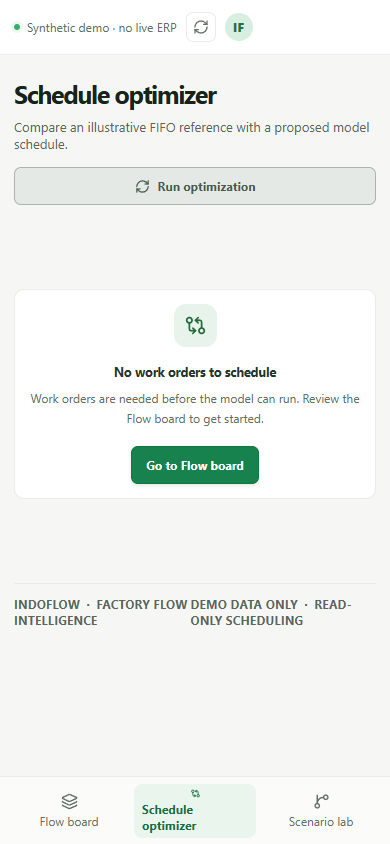 Synthetic demo · no live ERP
IF
Schedule optimizer
Compare an illustrative FIFO reference with a proposed model
schedule.
Run optimization
No work orders to schedule
Work orders are needed before the model can run. Review the
Flow board to get started.
Go to Flow board
INDOFLOW · FACTORY FLOW
INTELLIGENCE
DEMO DATA ONLY · READ-
ONLY SCHEDULING
Flow board
Schedule
optimizer
Scenario lab